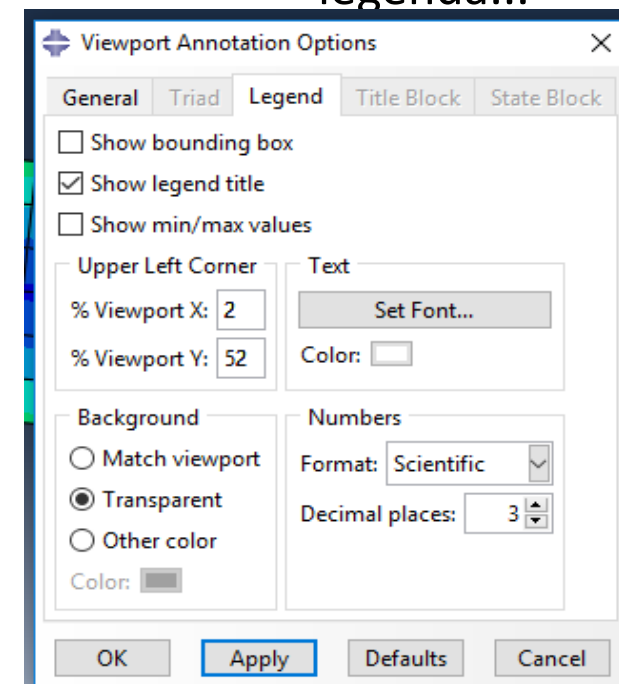 legenda...
Viewport Annotation Options
General Triad Legend Title Block State Block
Show bounding box
Show legend title
Show min/max values
Upper Left Corner
% Viewport X: 2
% Viewport Y: 52
Text
Set Font...
Color:
Background
Match viewport
Transparent
Other color
Color:
Numbers
Format: Scientific
Decimal places: 3
OK Apply Defaults Cancel